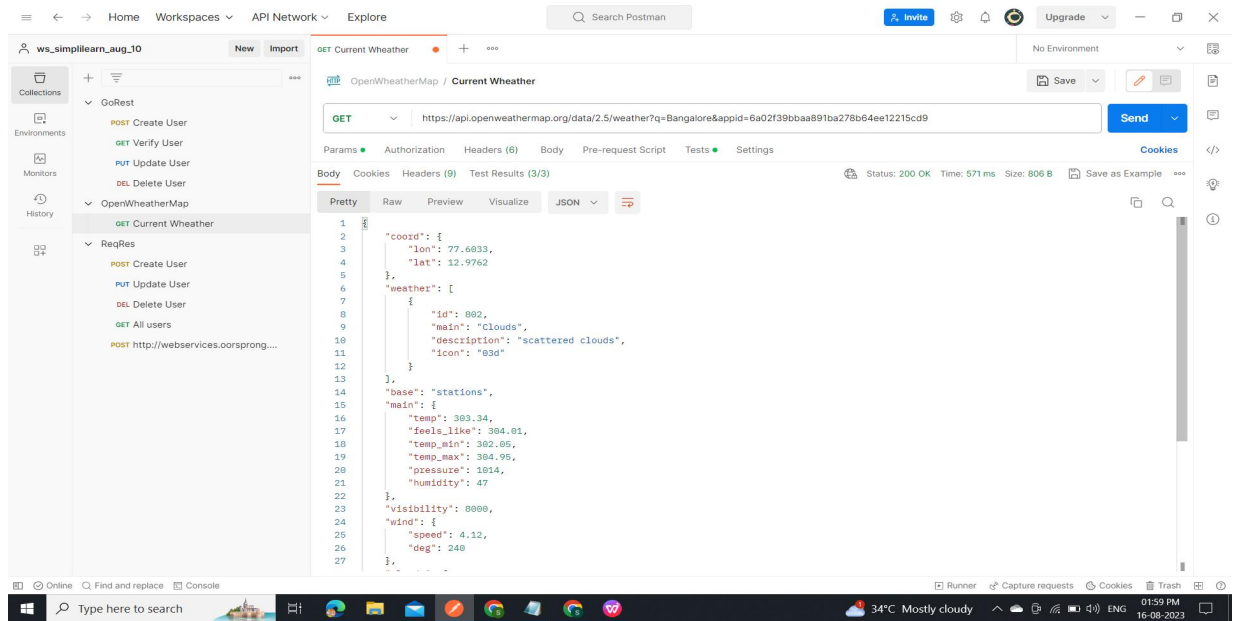 Home Workspaces API Network Explore Search Postman Invite Upgrade
ws_simplilearn_aug_10 New Import GET Current Wheather No Environment
Collections
Environments
Monitors
History
GoRest
POST Create User
GET Verify User
PUT Update User
DEL Delete User
OpenWheatherMap
GET Current Wheather
ReqRes
POST Create User
PUT Update User
DEL Delete User
GET All users
POST http://webservices.oorsprong....
HTTP OpenWheatherMap / Current Wheather Save
GET https://api.openweathermap.org/data/2.5/weather?q=Bangalore&appid=6a02f39bbaa891ba278b64ee12215cd9 Send
Params Authorization Headers (6) Body Pre-request Script Tests Settings Cookies
Body Cookies Headers (9) Test Results (3/3) Status: 200 OK Time: 571 ms Size: 806 B Save as Example
Pretty Raw Preview Visualize JSON
1 {
2 "coord": {
3 "lon": 77.6033,
4 "lat": 12.9762
5 },
6 "weather": [
7 {
8 "id": 802,
9 "main": "Clouds",
10 "description": "scattered clouds",
11 "icon": "03d"
12 }
13 ],
14 "base": "stations",
15 "main": {
16 "temp": 303.34,
17 "feels_like": 304.01,
18 "temp_min": 302.05,
19 "temp_max": 304.95,
20 "pressure": 1014,
21 "humidity": 47
22 },
23 "visibility": 8000,
24 "wind": {
25 "speed": 4.12,
26 "deg": 240
27 },
Online Find and replace Console Runner Capture requests Cookies Trash
Type here to search 34°C Mostly cloudy ENG 01:59 PM
16-08-2023